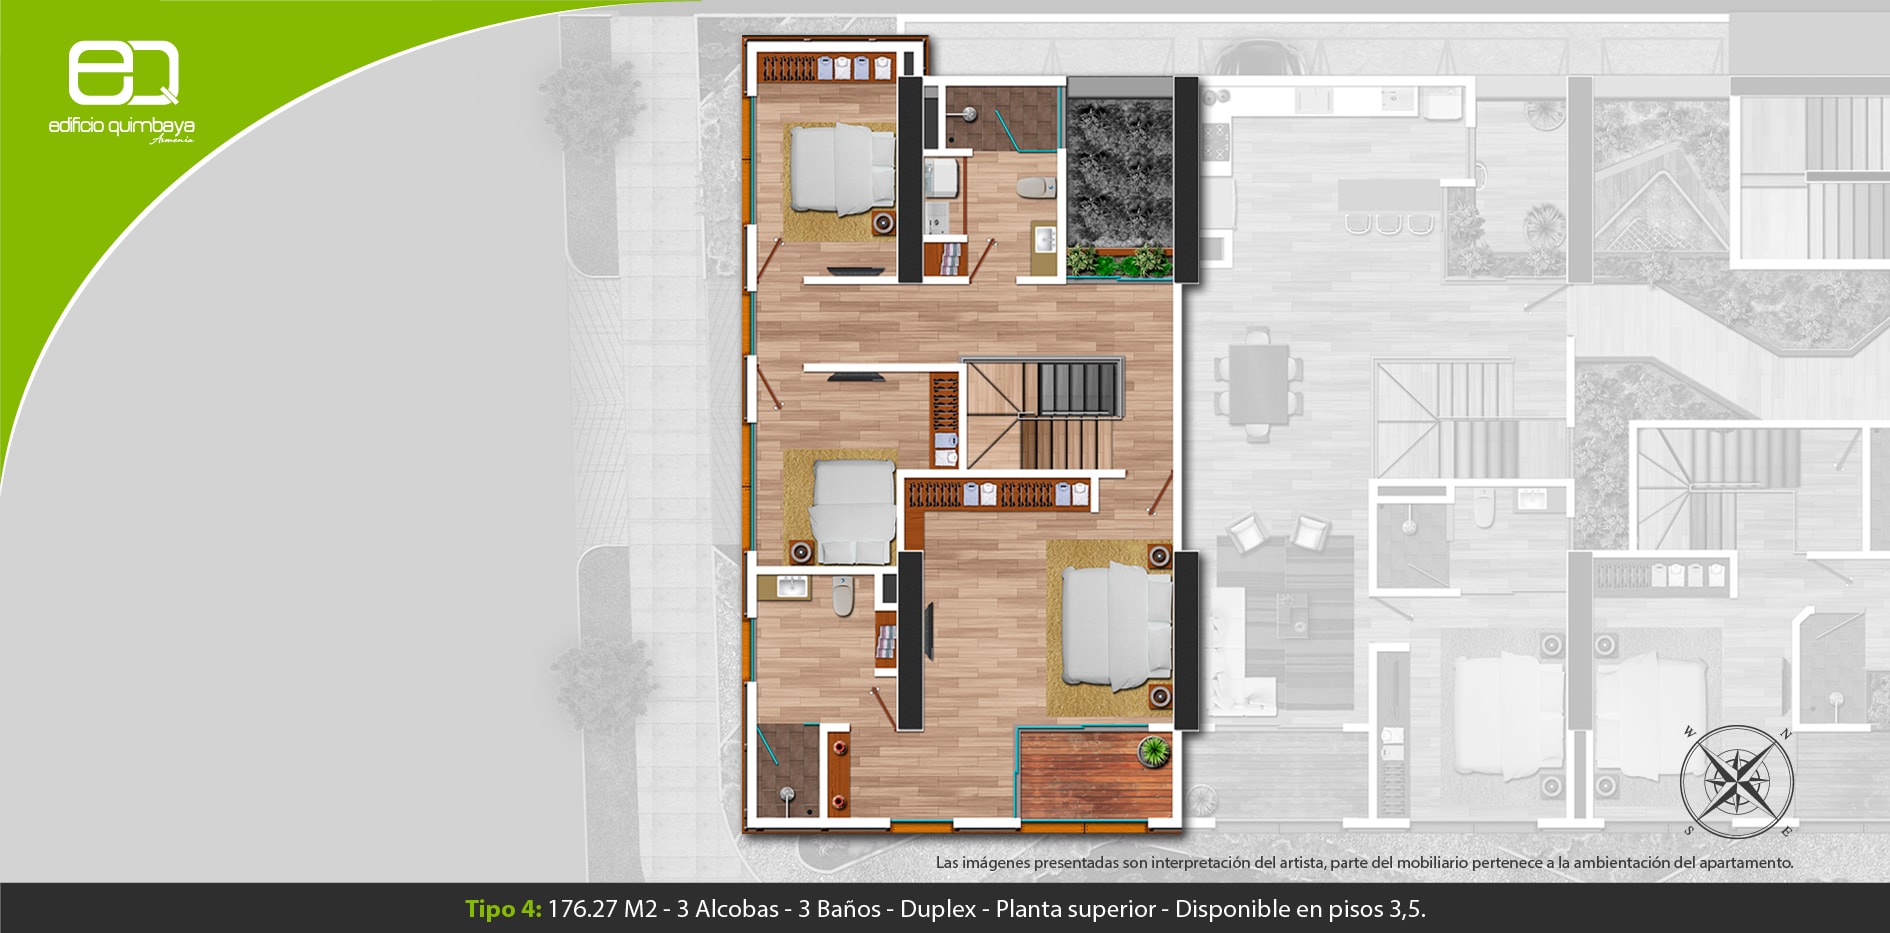 eQ
edificio quimbaya
Armenia
W
N
S
E
Las imágenes presentadas son interpretación del artista, parte del mobiliario pertenece a la ambientación del apartamento.
Tipo 4: 176.27 M2 - 3 Alcobas - 3 Baños - Duplex - Planta superior - Disponible en pisos 3,5.